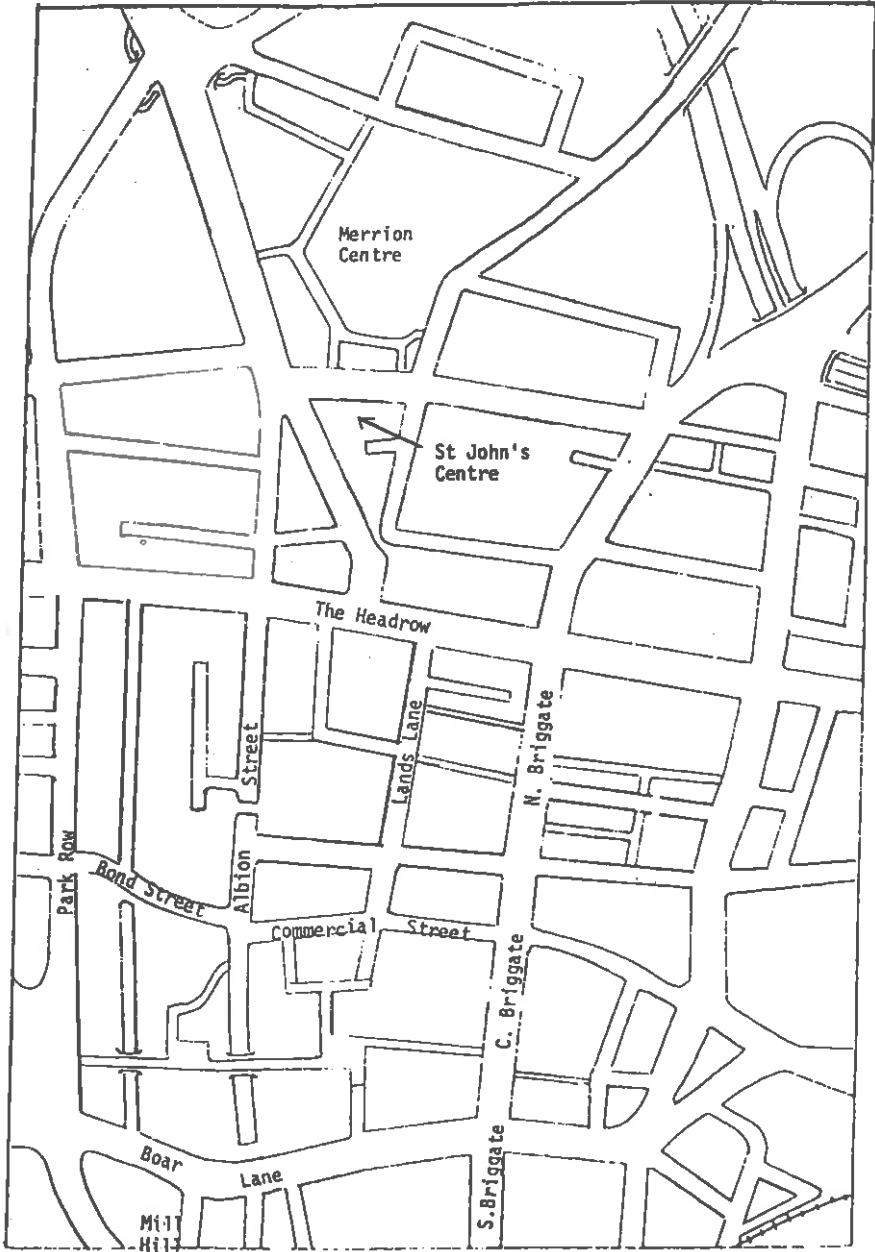 Merrion
Centre
St John's
Centre
The Headrow
Street
Lands Lane
N. Briggate
Park Row
Bond Street
Albion
Commercial Street
C. Briggate
S.Briggate
Boar
Lane
Mill
Hill